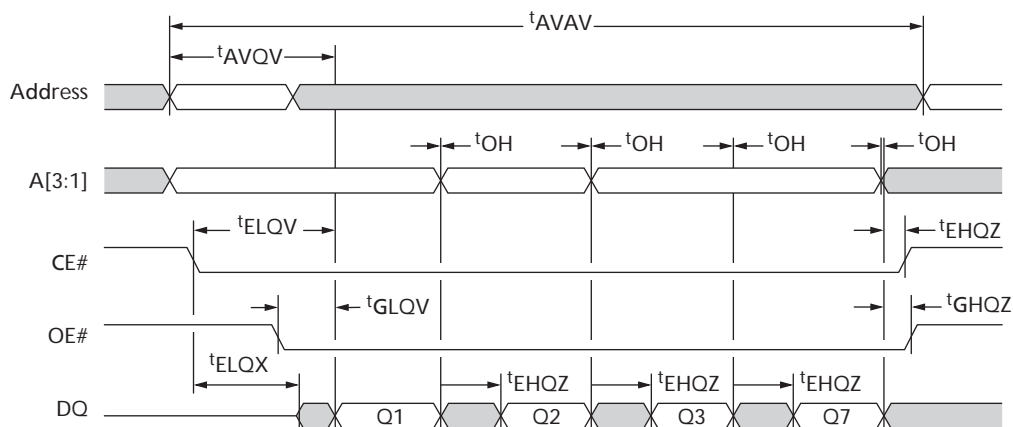 tAVAV
tAVQV
Address
tOH tOH tOH tOH
A[3:1]
tELQV tEHQZ
CE#
tGLQV tGHQZ
OE#
tELQX
tEHQZ tEHQZ tEHQZ
DQ Q1 Q2 Q3 Q7